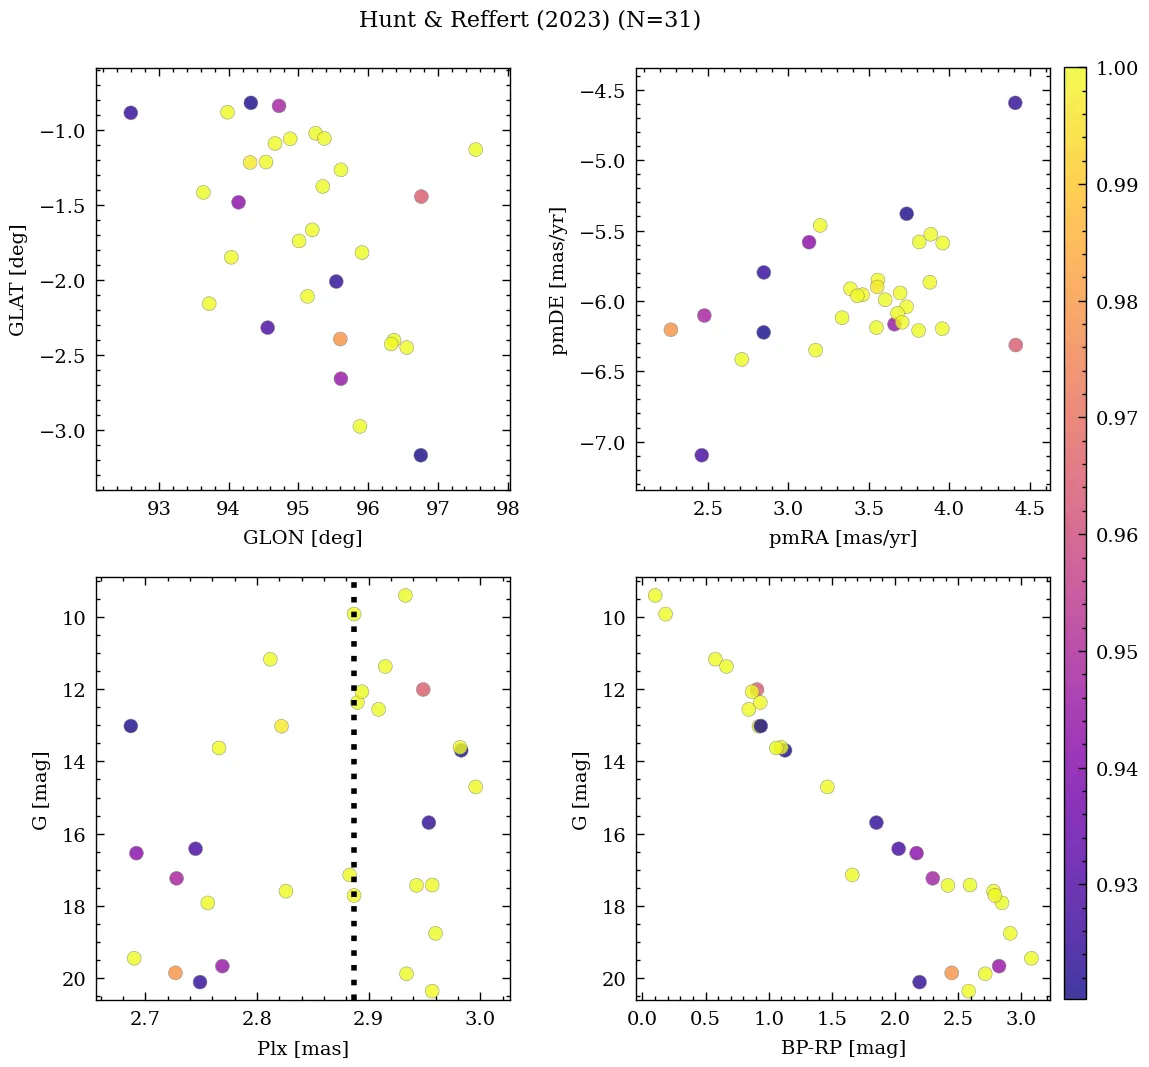 Hunt & Reffert (2023) (N=31)
−1.0
−1.5
−2.0
−2.5
−3.0
GLAT [deg]
93 94 95 96 97 98
GLON [deg]
−4.5
−5.0
−5.5
−6.0
−6.5
−7.0
pmDE [mas/yr]
2.5 3.0 3.5 4.0 4.5
pmRA [mas/yr]
10
12
14
16
18
20
G [mag]
2.7 2.8 2.9 3.0
Plx [mas]
10
12
14
16
18
20
G [mag]
0.0 0.5 1.0 1.5 2.0 2.5 3.0
BP-RP [mag]
1.00
0.99
0.98
0.97
0.96
0.95
0.94
0.93